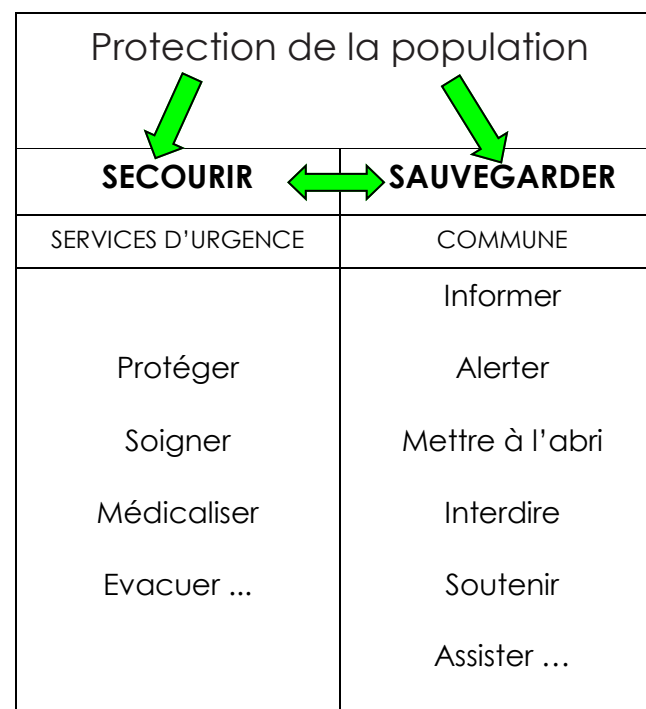 Protection de la population
SECOURIR
SAUVEGARDER
SERVICES D’URGENCE
COMMUNE
Informer
Protéger
Alerter
Soigner
Mettre à l’abri
Médicaliser
Interdire
Evacuer ...
Soutenir
Assister …